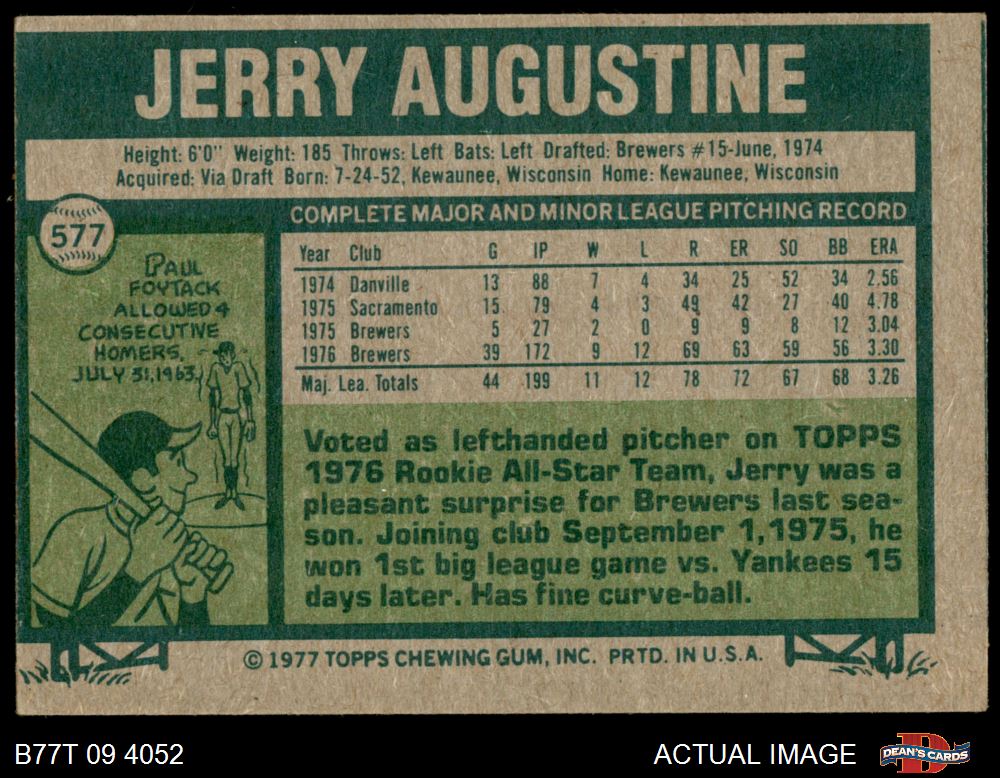 JERRY AUGUSTINE
Height: 6'0" Weight: 185 Throws: Left Bats: Left Drafted: Brewers #15-June, 1974
Acquired: Via Draft Born: 7-24-52, Kewaunee, Wisconsin Home: Kewaunee, Wisconsin
577
PAUL
FOYTACK
ALLOWED 4
CONSECUTIVE
HOMERS,
JULY 31, 1963.
COMPLETE MAJOR AND MINOR LEAGUE PITCHING RECORD
Year Club G IP W L R ER SO BB ERA
1974 Danville 13 88 7 4 34 25 52 34 2.56
1975 Sacramento 15 79 4 3 49 42 27 40 4.78
1975 Brewers 5 27 2 0 9 9 8 12 3.04
1976 Brewers 39 172 9 12 69 63 59 56 3.30
Maj. Lea. Totals 44 199 11 12 78 72 67 68 3.26
Voted as lefthanded pitcher on TOPPS
1976 Rookie All-Star Team, Jerry was a
pleasant surprise for Brewers last sea-
son. Joining club September 1, 1975, he
won 1st big league game vs. Yankees 15
days later. Has fine curve-ball.
© 1977 TOPPS CHEWING GUM, INC. PRTD. IN U.S.A.
B77T 09 4052 ACTUAL IMAGE
D
DEAN'S CARDS